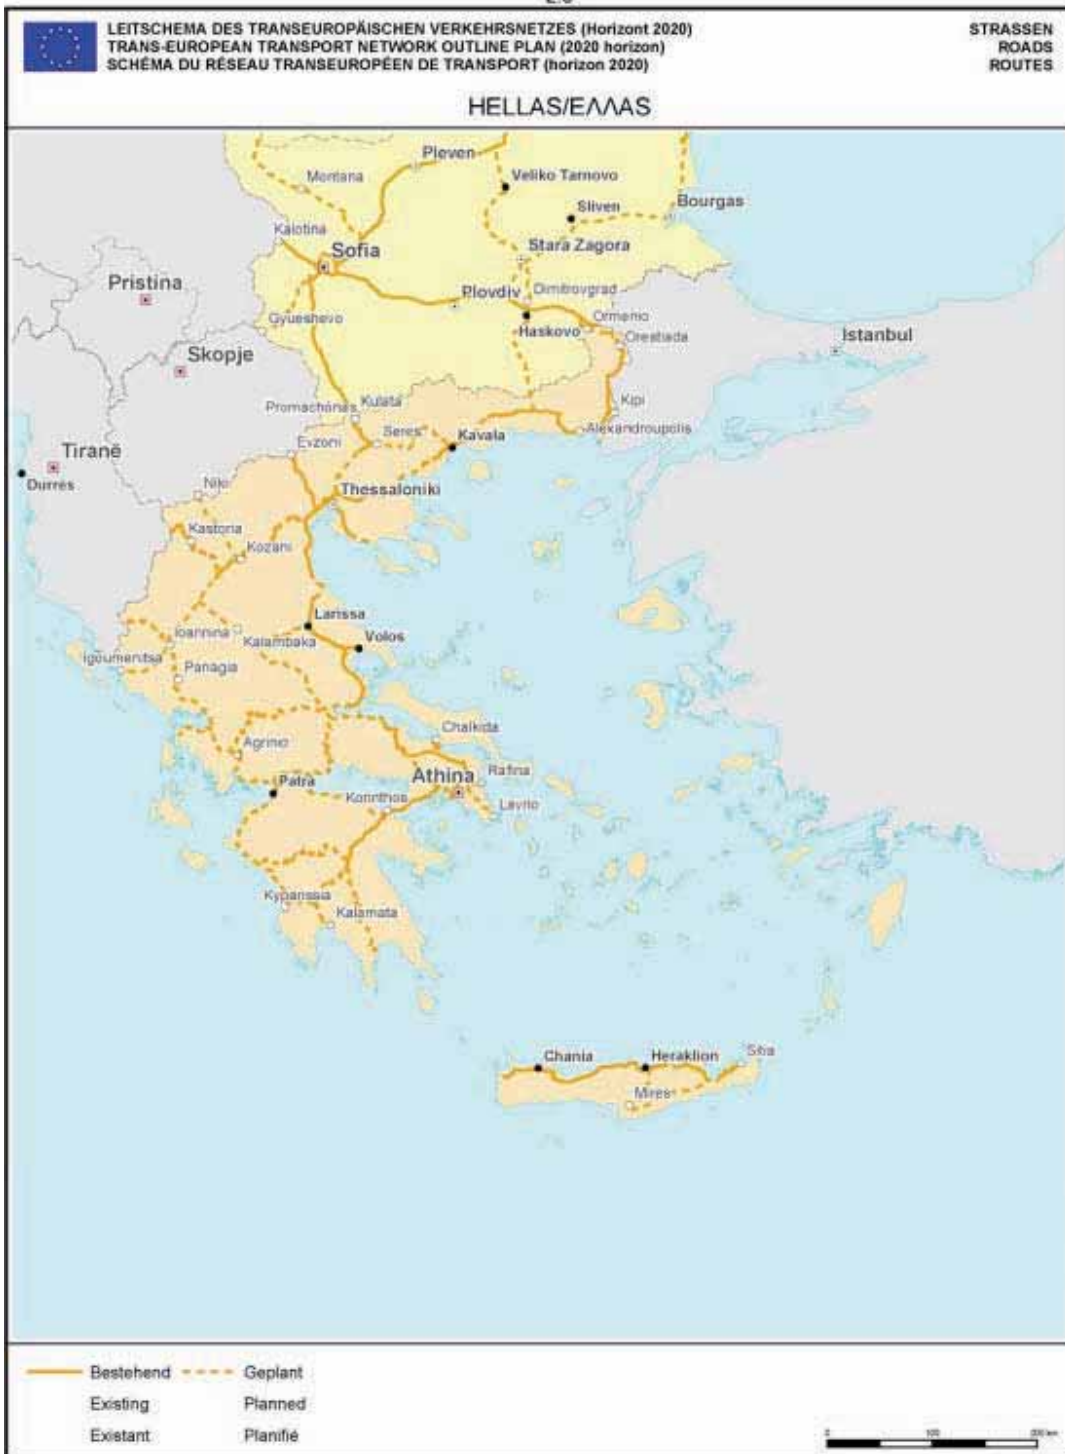 LEITSCHEMA DES TRANSEUROPÄISCHEN VERKEHRSNETZES (Horizont 2020)
TRANS-EUROPEAN TRANSPORT NETWORK OUTLINE PLAN (2020 horizon)
SCHÉMA DU RÉSEAU TRANSEUROPÉEN DE TRANSPORT (horizon 2020)
STRASSEN
ROADS
ROUTES
HELLAS/ΕΛΛΑΣ
Pleven
Montana
Veliko Tarnovo
Sliven
Bourgas
Kalotina
Sofia
Stara Zagora
Pristina
Plovdiv
Dimitrovgrad
Gyueshevo
Haskovo
Ormenio
Orestiada
Istanbul
Skopje
Promachonas
Kulata
Kipi
Evzoni
Seres
Kavala
Alexandroupolis
Tiranë
Durrës
Niki
Thessaloniki
Kastoria
Kozani
Larissa
Ioannina
Kalambaka
Volos
Igoumenitsa
Panagia
Chalkida
Agrinio
Athina
Rafina
Patra
Korinthos
Lavrio
Kyparissia
Kalamata
Chania
Heraklion
Sitia
Mires
Bestehend
Geplant
Existing
Planned
Existant
Planifié
0
100
200 km